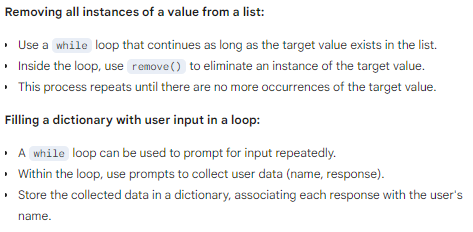 Removing all instances of a value from a list:
• Use a while loop that continues as long as the target value exists in the list.
• Inside the loop, use remove() to eliminate an instance of the target value.
• This process repeats until there are no more occurrences of the target value.
Filling a dictionary with user input in a loop:
• A while loop can be used to prompt for input repeatedly.
• Within the loop, use prompts to collect user data (name, response).
• Store the collected data in a dictionary, associating each response with the user's
name.